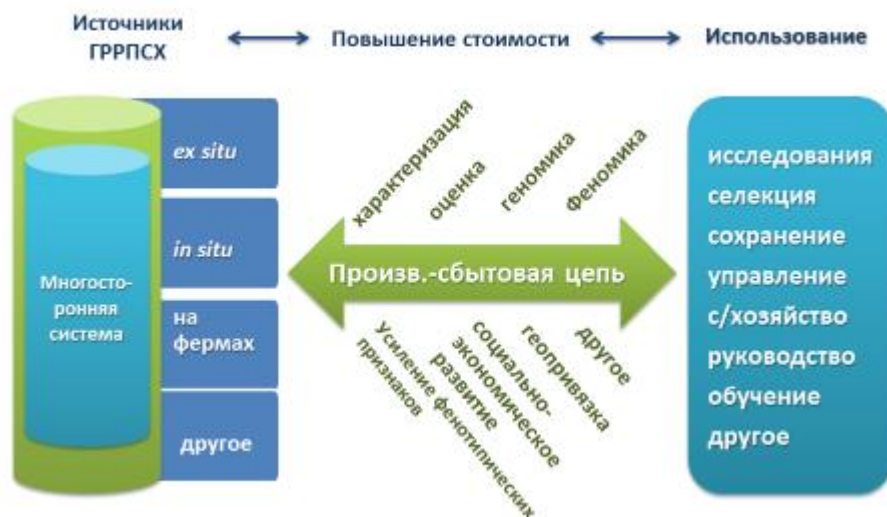 Источники
ГРРПСХ
Повышение стоимости
Использование
Многосто-
ронняя
система
ex situ
in situ
на
фермах
другое
характеризация
оценка
геномика
феномика
Произв.-сбытовая цепь
Усиление фенотипических
признаков
социально-
экономическое
развитие
геопривязка
другое
исследования
селекция
сохранение
управление
с/хозяйство
руководство
обучение
другое